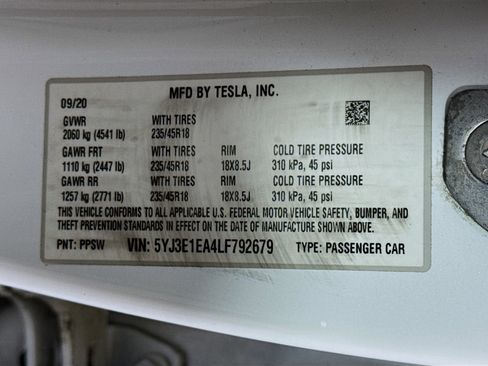 MFD BY TESLA, INC.
09/20
GVWR WITH TIRES
2060 kg (4541 lb) 235/45R18
GAWR FRT WITH TIRES RIM COLD TIRE PRESSURE
1110 kg (2447 lb) 235/45R18 18X8.5J 310 kPa, 45 psi
GAWR RR WITH TIRES RIM COLD TIRE PRESSURE
1257 kg (2771 lb) 235/45R18 18X8.5J 310 kPa, 45 psi
THIS VEHICLE CONFORMS TO ALL APPLICABLE U.S. FEDERAL MOTOR VEHICLE SAFETY, BUMPER, AND
THEFT PREVENTION STANDARDS IN EFFECT ON THE DATE OF MANUFACTURE SHOWN ABOVE.
PNT: PPSW VIN: 5YJ3E1EA4LF792679 TYPE: PASSENGER CAR